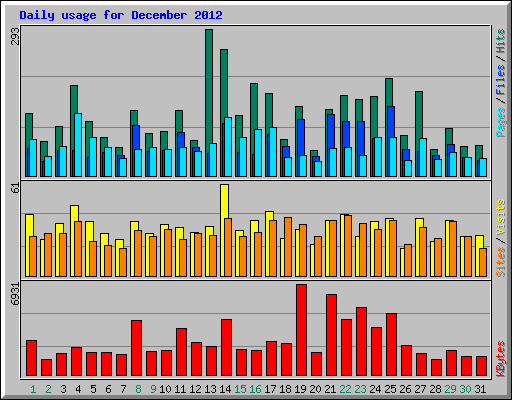 Daily usage for December 2012
293
Pages / Files / Hits
61
Sites / Visits
6931
KBytes
1 2 3 4 5 6 7 8 9 10 11 12 13 14 15 16 17 18 19 20 21 22 23 24 25 26 27 28 29 30 31